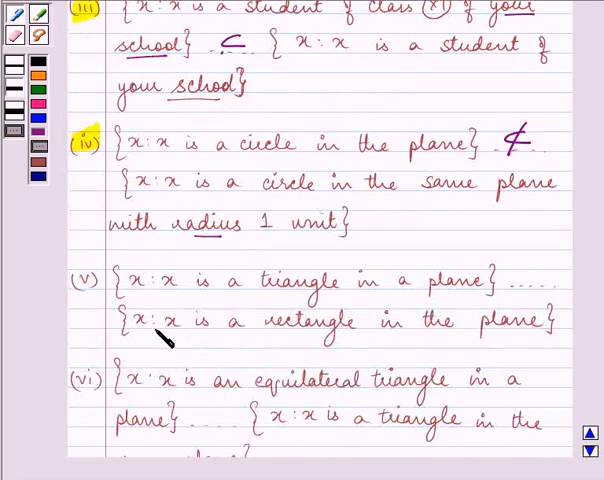 (iii) {x : x is a student of class (XI) of your
school} ⊂ {x : x is a student of
your school}
(iv) {x : x is a circle in the plane} ⊄ ....
{x : x is a circle in the same plane
with radius 1 unit}
(v) {x : x is a triangle in a plane} .....
{x : x is a rectangle in the plane}
(vi) {x : x is an equilateral triangle in a
plane} ..... {x : x is a triangle in the